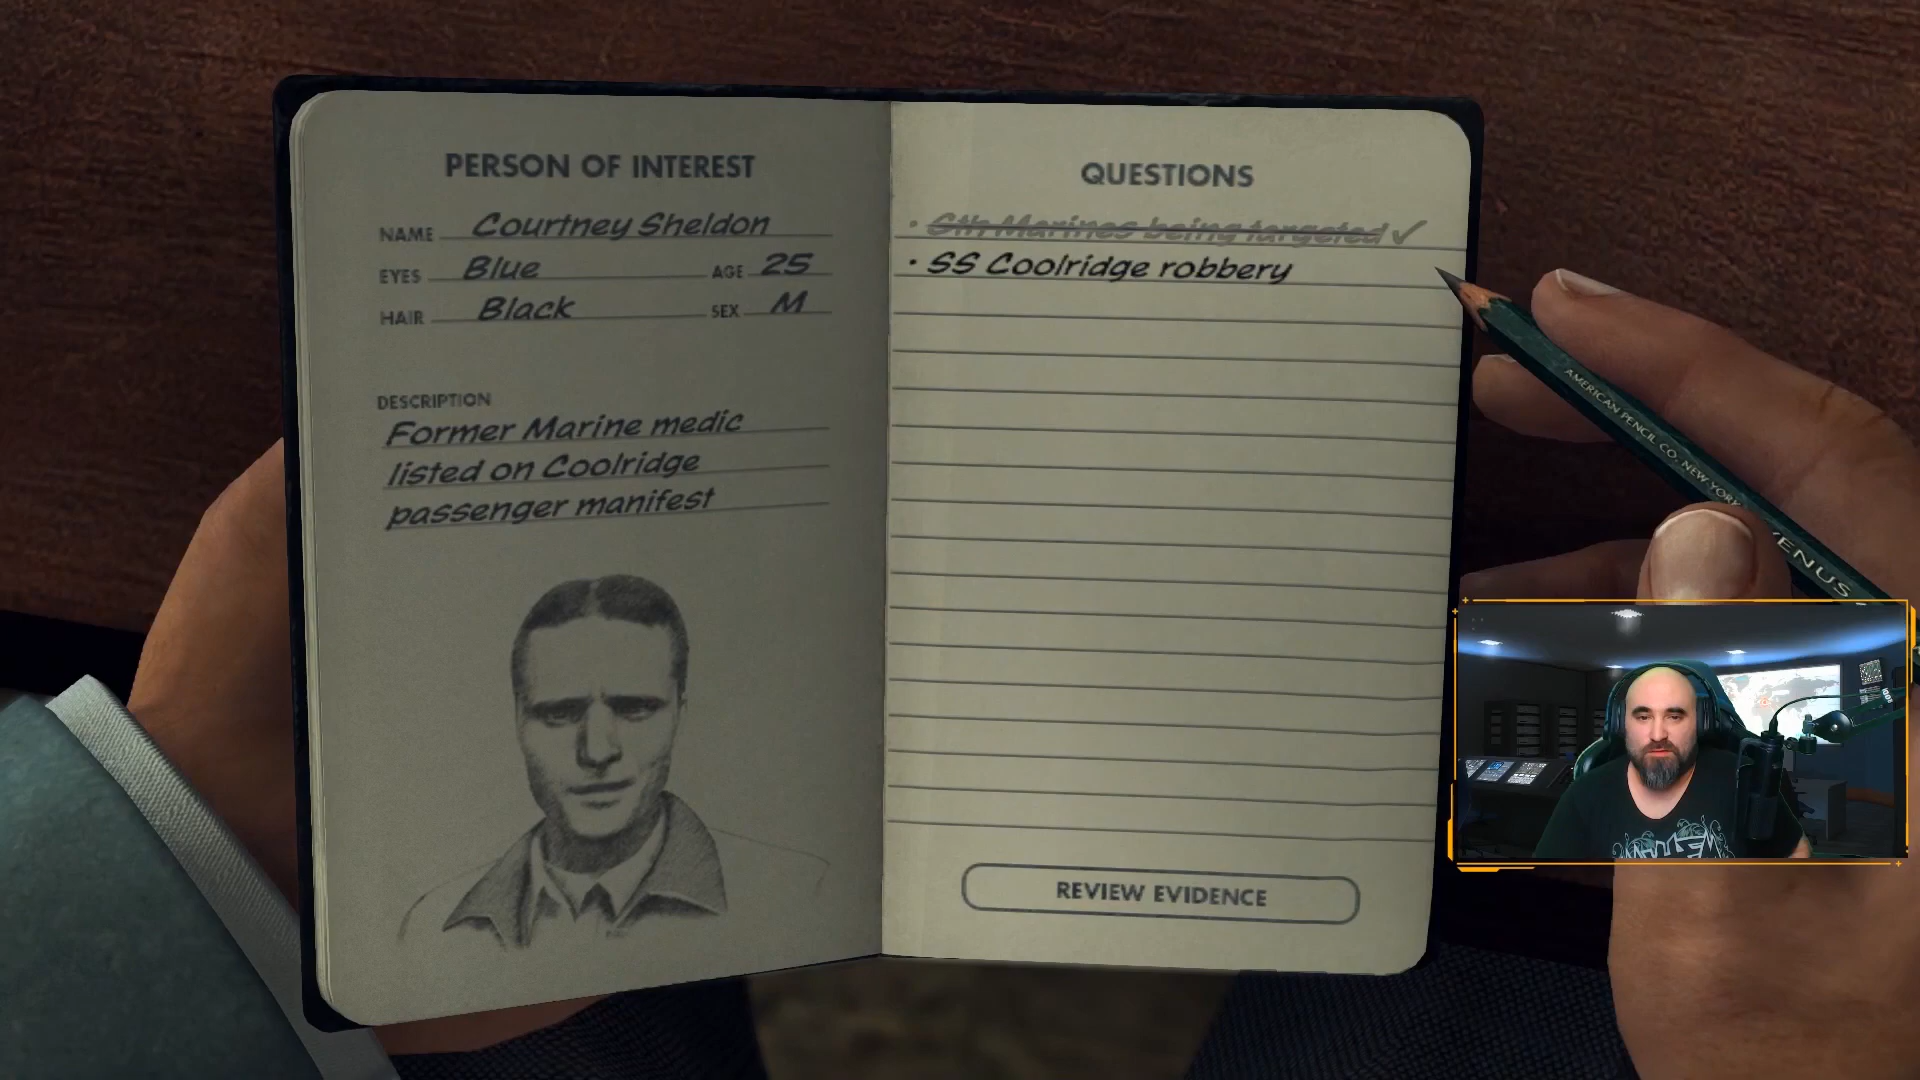 PERSON OF INTEREST
NAME Courtney Sheldon
EYES Blue AGE 25
HAIR Black SEX M
DESCRIPTION
Former Marine medic
listed on Coolridge
passenger manifest
QUESTIONS
· 6th Marines being targeted ✓
· SS Coolridge robbery
REVIEW EVIDENCE
AMERICAN PENCIL CO. NEW YORK
VENUS